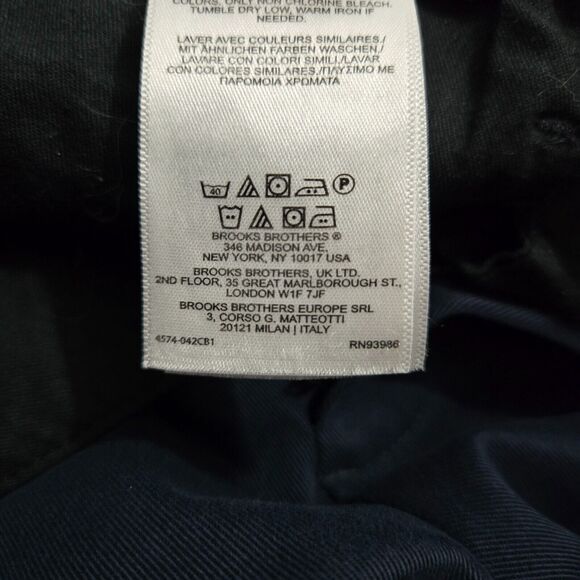 COLORS, ONLY NON CHLORINE BLEACH.
TUMBLE DRY LOW, WARM IRON IF
NEEDED.
LAVER AVEC COULEURS SIMILAIRES./
MIT ÄHNLICHEN FARBEN WASCHEN./
LAVARE CON COLORI SIMILI./LAVAR
CON COLORES SIMILARES./ΠΛΥΣΙΜΟ ΜΕ
ΠΑΡΟΜΟΙΑ ΧΡΩΜΑΤΑ
40 P
BROOKS BROTHERS ®
346 MADISON AVE,
NEW YORK, NY 10017 USA
BROOKS BROTHERS, UK LTD.
2ND FLOOR, 35 GREAT MARLBOROUGH ST.,
LONDON W1F 7JF
BROOKS BROTHERS EUROPE SRL
3, CORSO G. MATTEOTTI
20121 MILAN | ITALY
4574-042CB1 RN93986